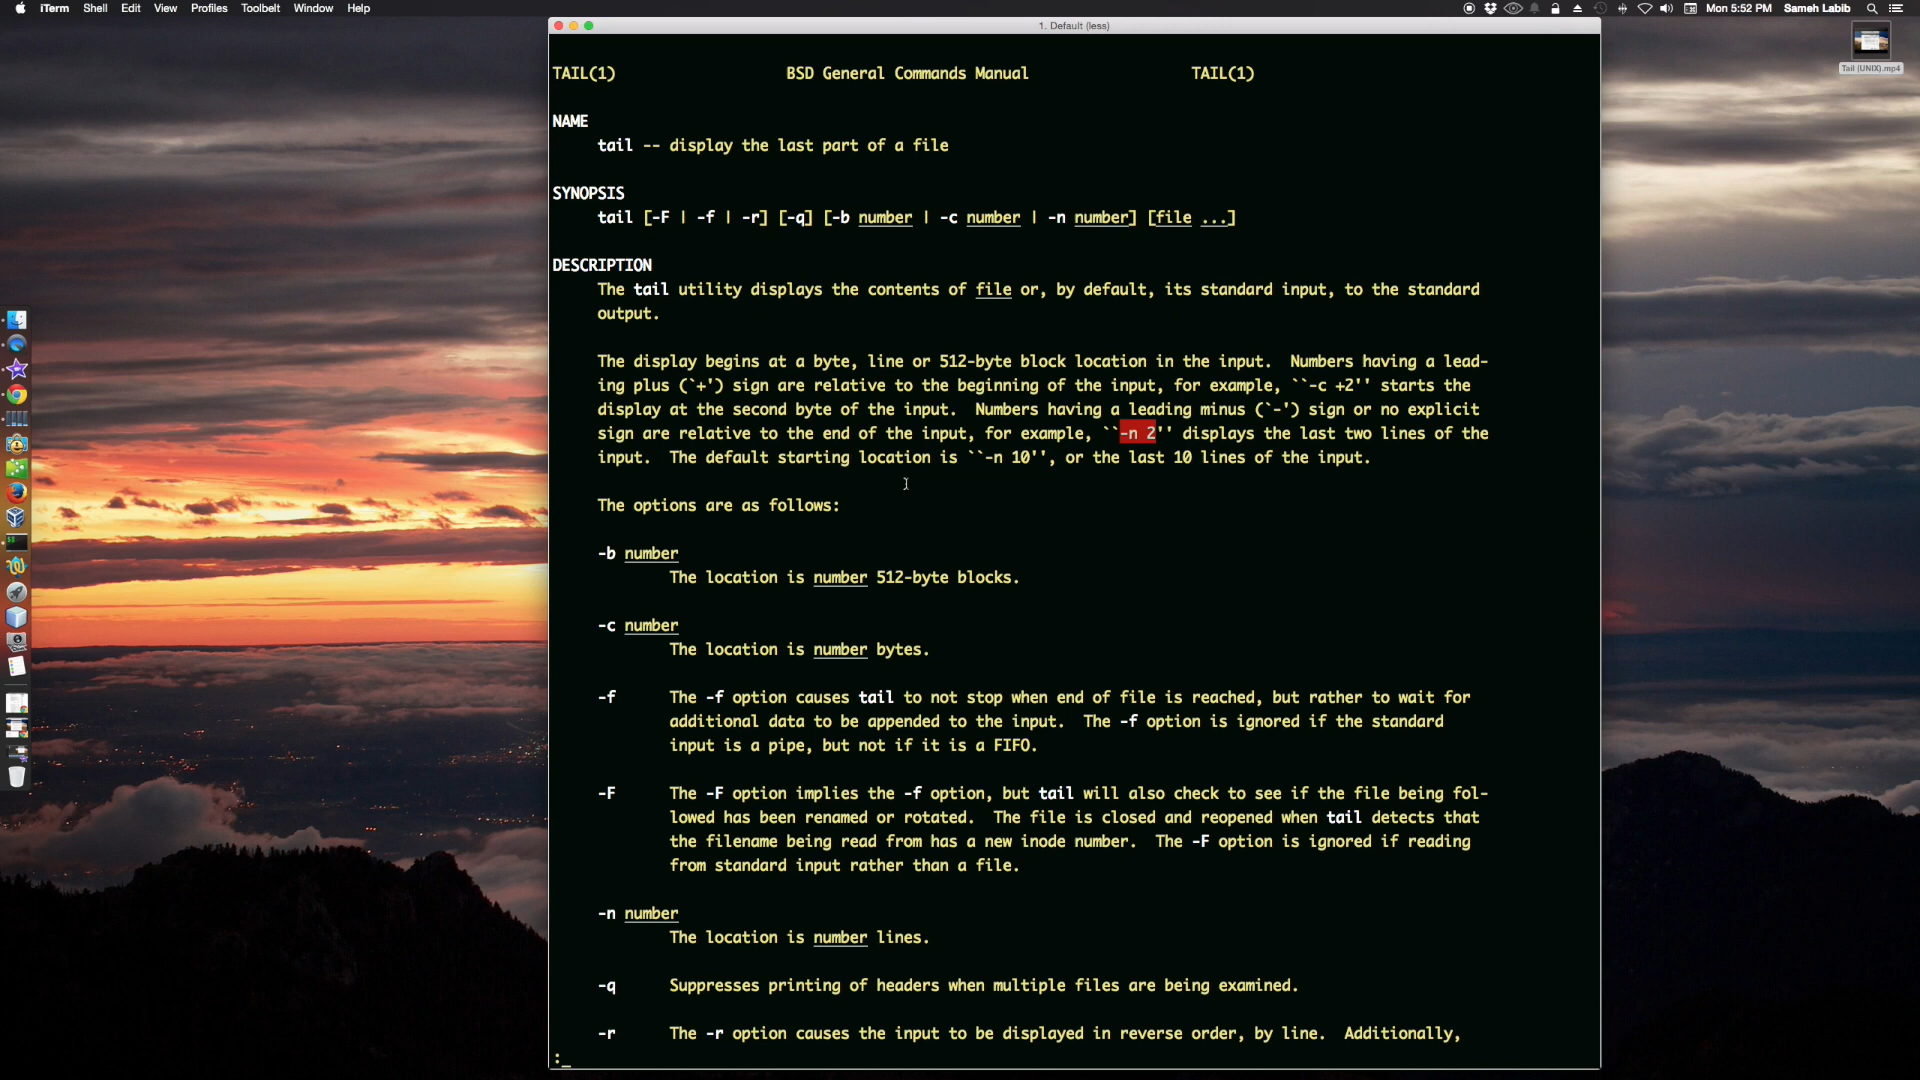 iTerm Shell Edit View Profiles Toolbelt Window Help Mon 5:52 PM Sameh Labib
1. Default (less)
Tail (UNIX).mp4
TAIL(1) BSD General Commands Manual TAIL(1)
NAME
tail -- display the last part of a file
SYNOPSIS
tail [-F | -f | -r] [-q] [-b number | -c number | -n number] [file ...]
DESCRIPTION
The tail utility displays the contents of file or, by default, its standard input, to the standard
output.
The display begins at a byte, line or 512-byte block location in the input. Numbers having a lead-
ing plus (`+') sign are relative to the beginning of the input, for example, ``-c +2'' starts the
display at the second byte of the input. Numbers having a leading minus (`-') sign or no explicit
sign are relative to the end of the input, for example, ``-n 2'' displays the last two lines of the
input. The default starting location is ``-n 10'', or the last 10 lines of the input.
The options are as follows:
-b number
The location is number 512-byte blocks.
-c number
The location is number bytes.
-f The -f option causes tail to not stop when end of file is reached, but rather to wait for
additional data to be appended to the input. The -f option is ignored if the standard
input is a pipe, but not if it is a FIFO.
-F The -F option implies the -f option, but tail will also check to see if the file being fol-
lowed has been renamed or rotated. The file is closed and reopened when tail detects that
the filename being read from has a new inode number. The -F option is ignored if reading
from standard input rather than a file.
-n number
The location is number lines.
-q Suppresses printing of headers when multiple files are being examined.
-r The -r option causes the input to be displayed in reverse order, by line. Additionally,
:_